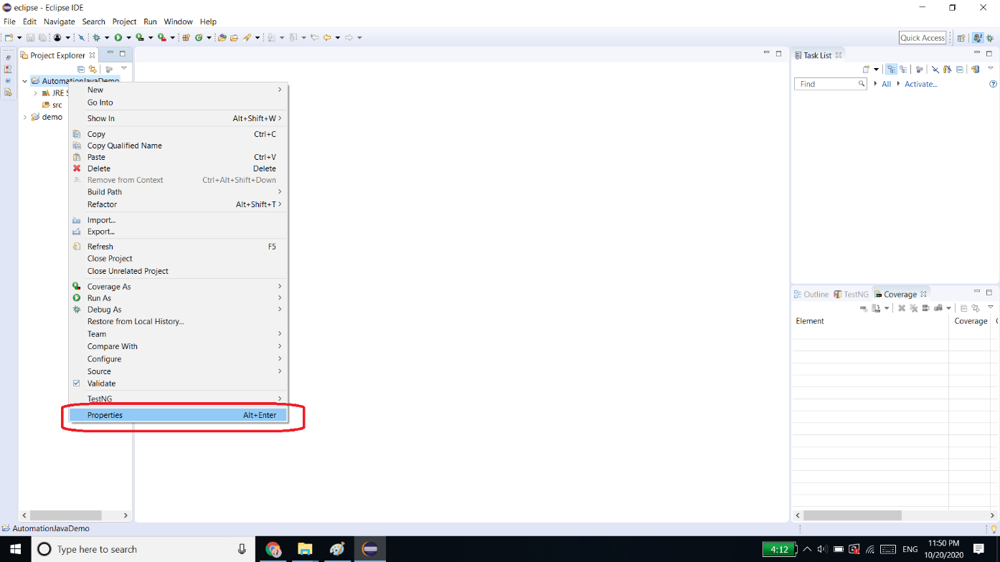 eclipse - Eclipse IDE
File Edit Navigate Search Project Run Window Help
Quick Access
Project Explorer
AutomationJavaDemo
JRE S
src
demo
New
Go Into
Show In Alt+Shift+W >
Copy Ctrl+C
Copy Qualified Name
Paste Ctrl+V
Delete Delete
Remove from Context Ctrl+Alt+Shift+Down
Build Path
Refactor Alt+Shift+T >
Import...
Export...
Refresh F5
Close Project
Close Unrelated Project
Coverage As
Run As
Debug As
Restore from Local History...
Team
Compare With
Configure
Source
Validate
TestNG
Properties Alt+Enter
Task List
Find All Activate...
Outline TestNG Coverage
Element Coverage
AutomationJavaDemo
Type here to search
4:12
ENG
11:50 PM
10/20/2020